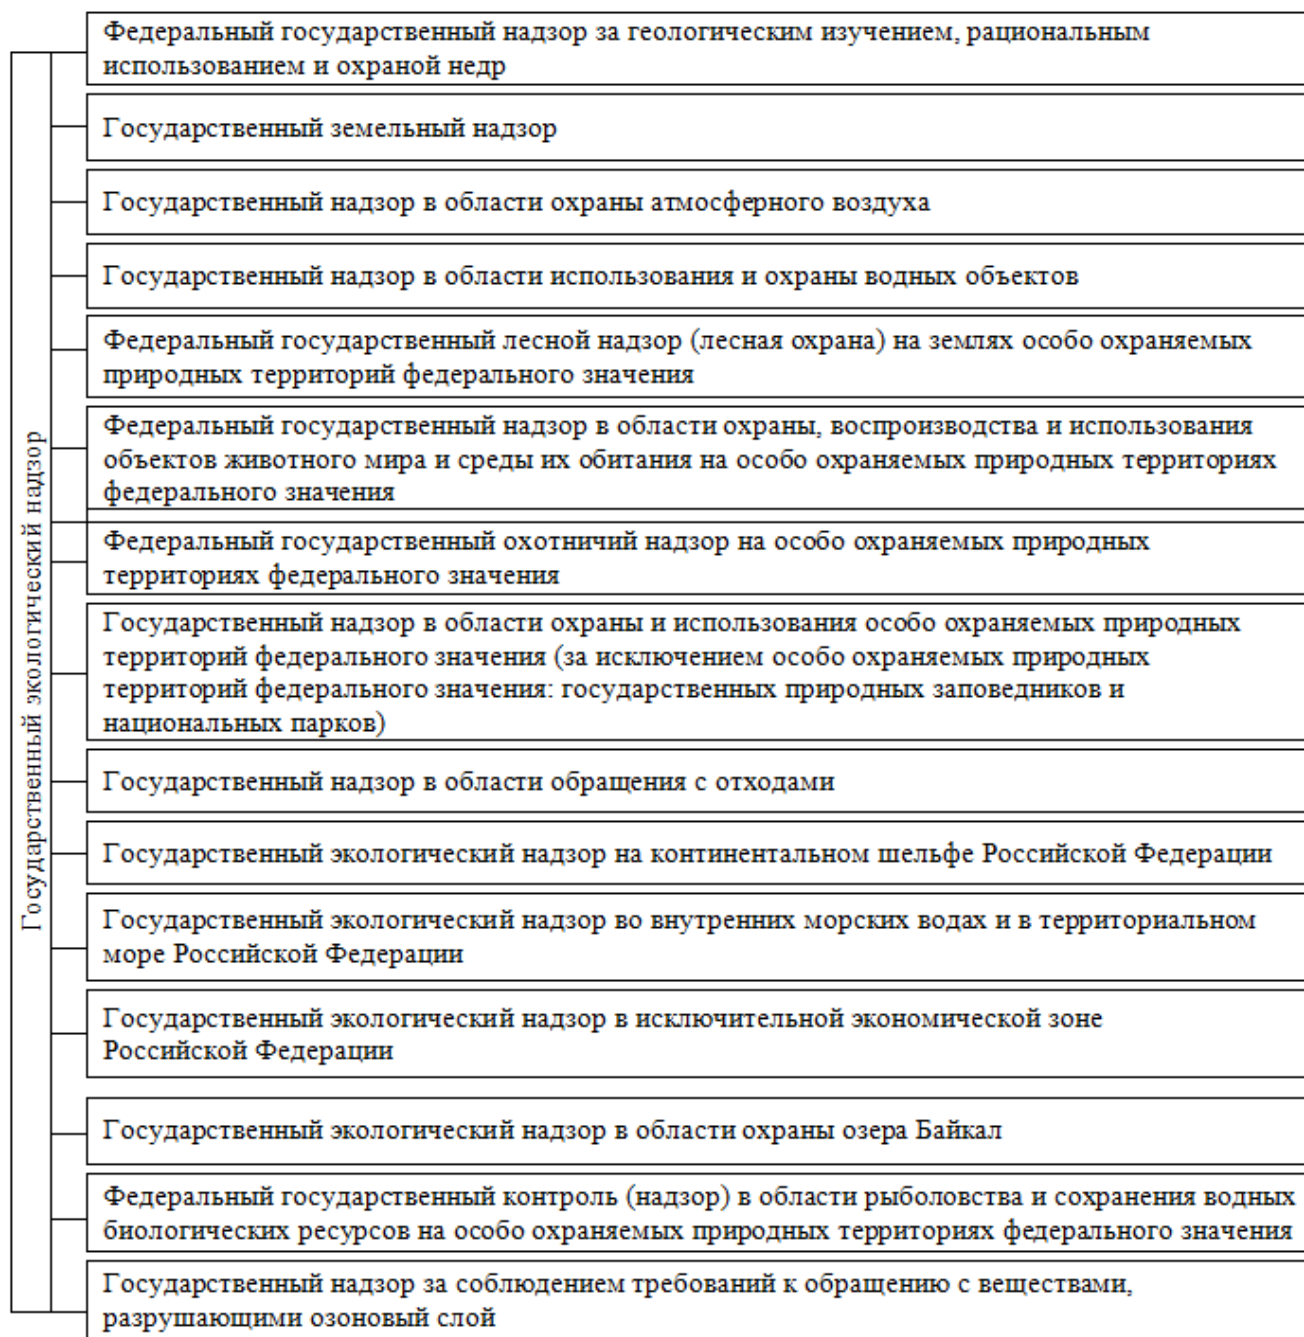 Государственный экологический надзор
Федеральный государственный надзор за геологическим изучением, рациональным
использованием и охраной недр
Государственный земельный надзор
Государственный надзор в области охраны атмосферного воздуха
Государственный надзор в области использования и охраны водных объектов
Федеральный государственный лесной надзор (лесная охрана) на землях особо охраняемых
природных территорий федерального значения
Федеральный государственный надзор в области охраны, воспроизводства и использования
объектов животного мира и среды их обитания на особо охраняемых природных территориях
федерального значения
Федеральный государственный охотничий надзор на особо охраняемых природных
территориях федерального значения
Государственный надзор в области охраны и использования особо охраняемых природных
территорий федерального значения (за исключением особо охраняемых природных
территорий федерального значения: государственных природных заповедников и
национальных парков)
Государственный надзор в области обращения с отходами
Государственный экологический надзор на континентальном шельфе Российской Федерации
Государственный экологический надзор во внутренних морских водах и в территориальном
море Российской Федерации
Государственный экологический надзор в исключительной экономической зоне
Российской Федерации
Государственный экологический надзор в области охраны озера Байкал
Федеральный государственный контроль (надзор) в области рыболовства и сохранения водных
биологических ресурсов на особо охраняемых природных территориях федерального значения
Государственный надзор за соблюдением требований к обращению с веществами,
разрушающими озоновый слой